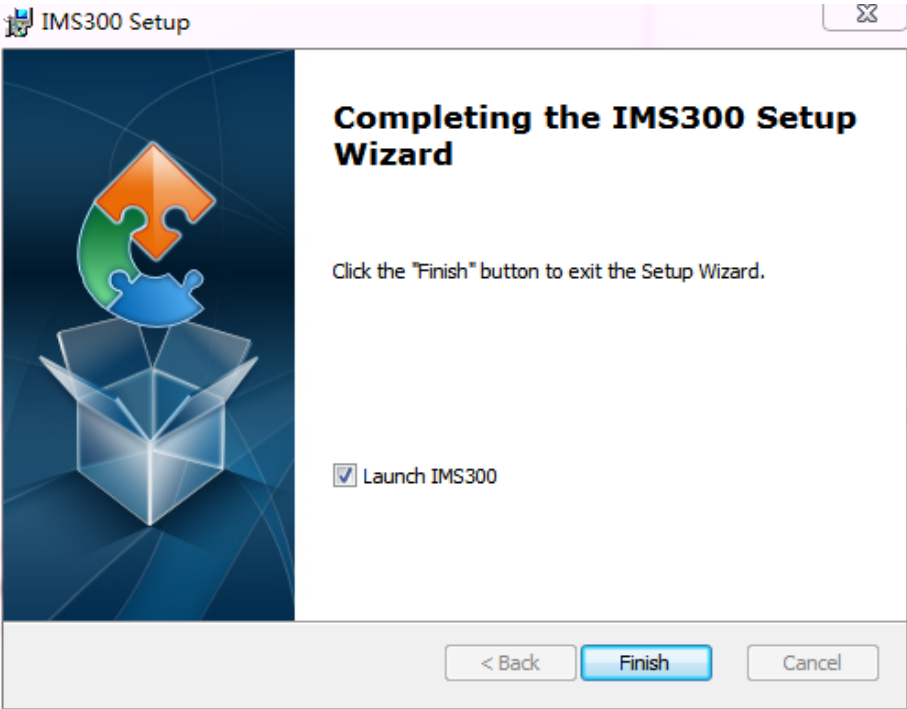 IMS300 Setup
Completing the IMS300 Setup
Wizard
Click the "Finish" button to exit the Setup Wizard.
Launch IMS300
< Back
Finish
Cancel